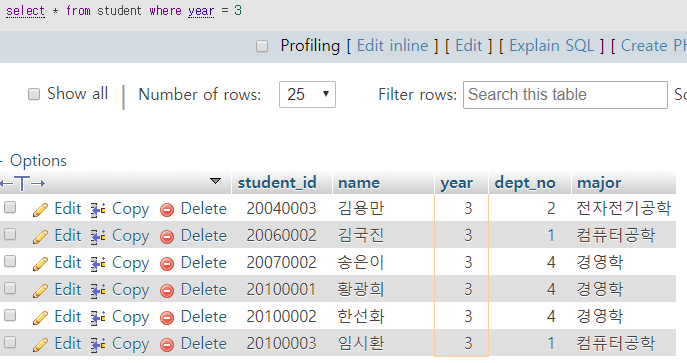 select * from student where year = 3
Profiling [ Edit inline ] [ Edit ] [ Explain SQL ] [ Create
Show all Number of rows: 25 Filter rows: Search this table
Options
student_id name year dept_no major
Edit Copy Delete 20040003 김용만 3 2 전자전기공학
Edit Copy Delete 20060002 김국진 3 1 컴퓨터공학
Edit Copy Delete 20070002 송은이 3 4 경영학
Edit Copy Delete 20100001 황광희 3 4 경영학
Edit Copy Delete 20100002 한선화 3 4 경영학
Edit Copy Delete 20100003 임시환 3 1 컴퓨터공학